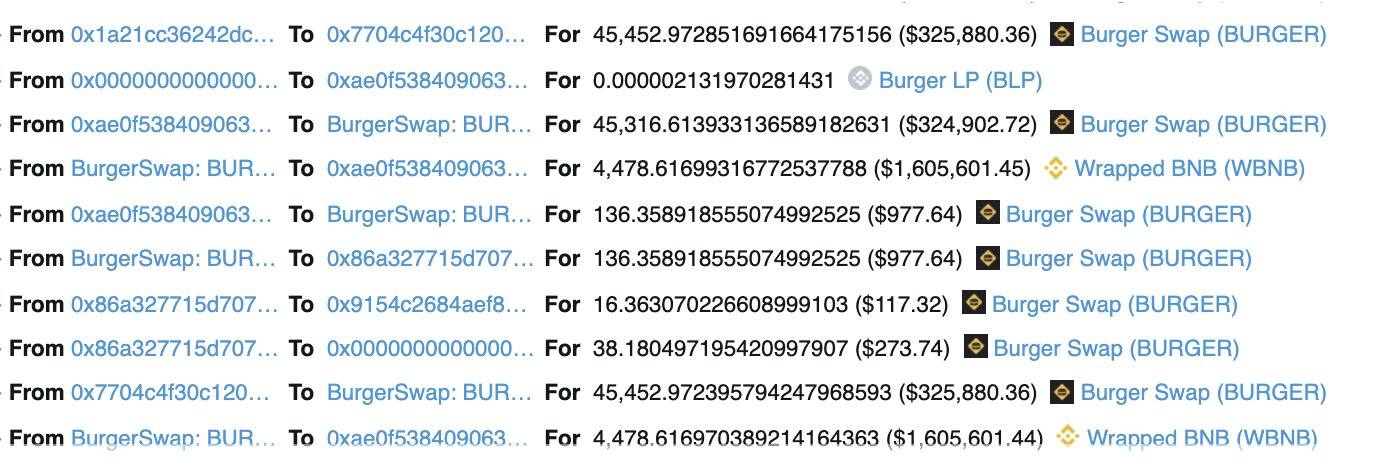 From 0x1a21cc36242dc... To 0x7704c4f30c120... For 45,452.972851691664175156 ($325,880.36) Burger Swap (BURGER)
From 0x0000000000000... To 0xae0f538409063... For 0.000002131970281431 Burger LP (BLP)
From 0xae0f538409063... To BurgerSwap: BUR... For 45,316.613933136589182631 ($324,902.72) Burger Swap (BURGER)
From BurgerSwap: BUR... To 0xae0f538409063... For 4,478.61699316772537788 ($1,605,601.45) Wrapped BNB (WBNB)
From 0xae0f538409063... To BurgerSwap: BUR... For 136.358918555074992525 ($977.64) Burger Swap (BURGER)
From BurgerSwap: BUR... To 0x86a327715d707... For 136.358918555074992525 ($977.64) Burger Swap (BURGER)
From 0x86a327715d707... To 0x9154c2684aef8... For 16.363070226608999103 ($117.32) Burger Swap (BURGER)
From 0x86a327715d707... To 0x0000000000000... For 38.180497195420997907 ($273.74) Burger Swap (BURGER)
From 0x7704c4f30c120... To BurgerSwap: BUR... For 45,452.972395794247968593 ($325,880.36) Burger Swap (BURGER)
From BurgerSwap: BUR... To 0xae0f538409063... For 4,478.616970389214164363 ($1,605,601.44) Wrapped BNB (WBNB)